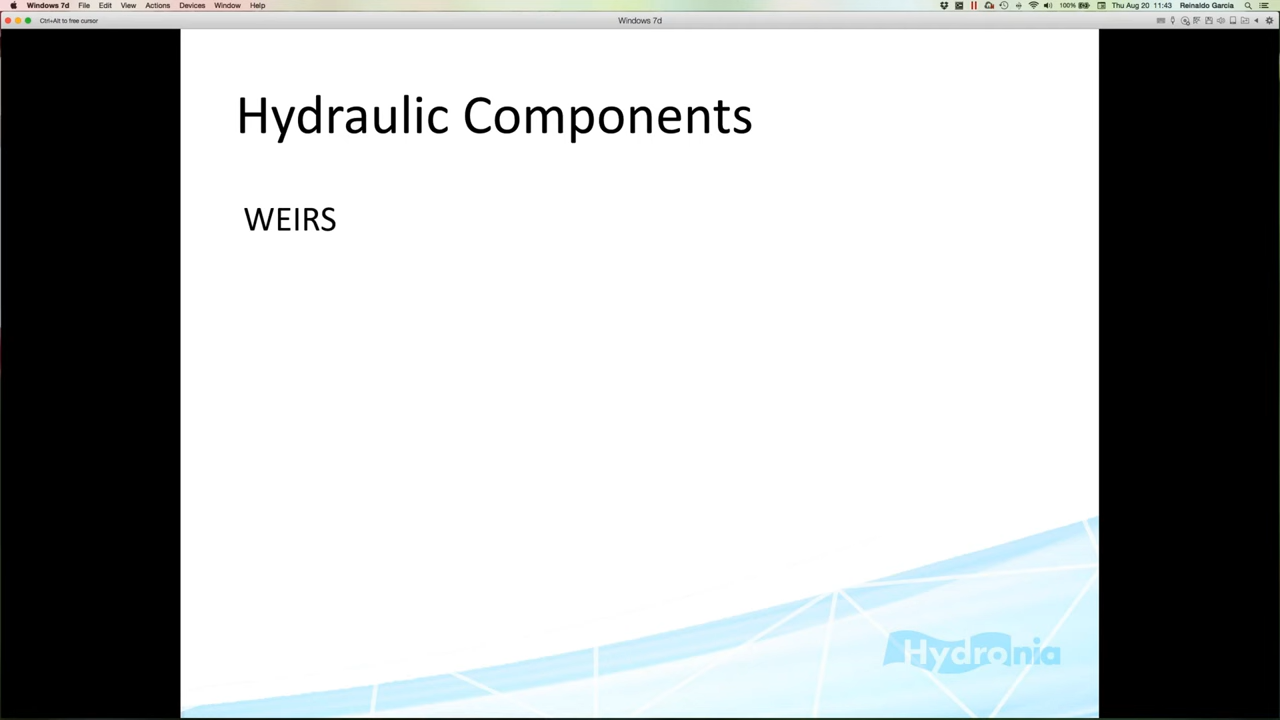 Windows 7d File Edit View Actions Devices Window Help
100% Thu Aug 20 11:43 Reinaldo Garcia
Ctrl+Alt to free cursor
Windows 7d
Hydraulic Components
WEIRS
Hydronia